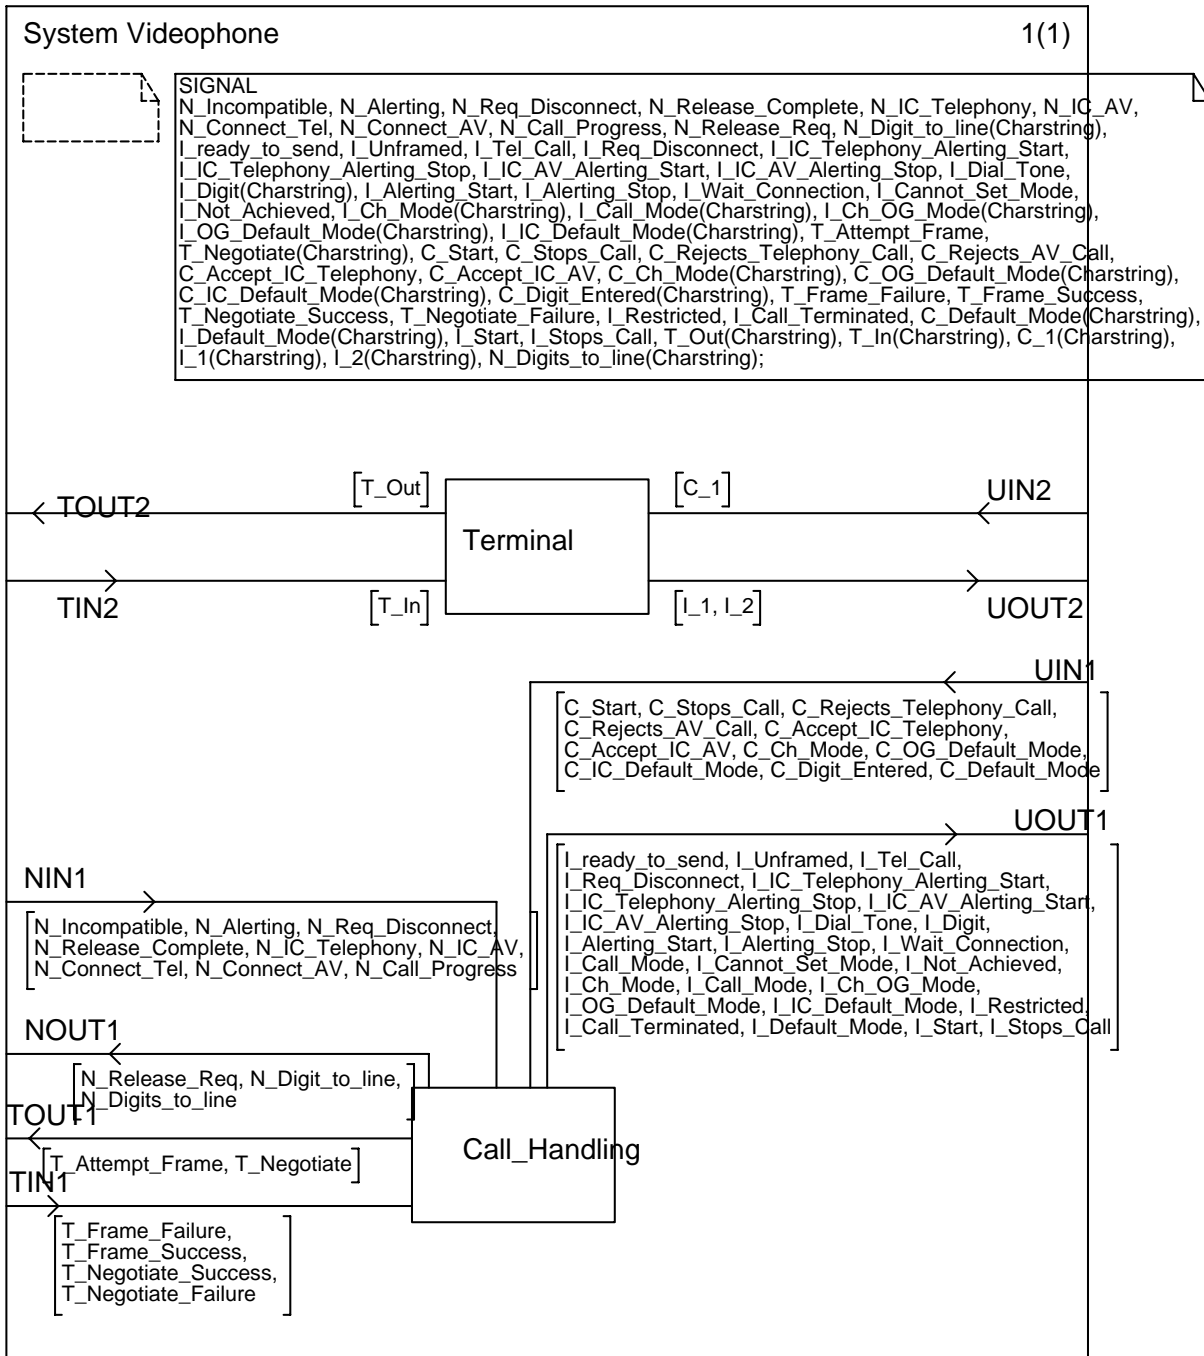 System Videophone
1(1)
SIGNAL
N_Incompatible, N_Alerting, N_Req_Disconnect, N_Release_Complete, N_IC_Telephony, N_IC_AV,
N_Connect_Tel, N_Connect_AV, N_Call_Progress, N_Release_Req, N_Digit_to_line(Charstring),
I_ready_to_send, I_Unframed, I_Tel_Call, I_Req_Disconnect, I_IC_Telephony_Alerting_Start,
I_IC_Telephony_Alerting_Stop, I_IC_AV_Alerting_Start, I_IC_AV_Alerting_Stop, I_Dial_Tone,
I_Digit(Charstring), I_Alerting_Start, I_Alerting_Stop, I_Wait_Connection, I_Cannot_Set_Mode,
I_Not_Achieved, I_Ch_Mode(Charstring), I_Call_Mode(Charstring), I_Ch_OG_Mode(Charstring),
I_OG_Default_Mode(Charstring), I_IC_Default_Mode(Charstring), T_Attempt_Frame,
T_Negotiate(Charstring), C_Start, C_Stops_Call, C_Rejects_Telephony_Call, C_Rejects_AV_Call,
C_Accept_IC_Telephony, C_Accept_IC_AV, C_Ch_Mode(Charstring), C_OG_Default_Mode(Charstring),
C_IC_Default_Mode(Charstring), C_Digit_Entered(Charstring), T_Frame_Failure, T_Frame_Success,
T_Negotiate_Success, T_Negotiate_Failure, I_Restricted, I_Call_Terminated, C_Default_Mode(Charstring),
I_Default_Mode(Charstring), I_Start, I_Stops_Call, T_Out(Charstring), T_In(Charstring), C_1(Charstring),
I_1(Charstring), I_2(Charstring), N_Digits_to_line(Charstring);
TOUT2
T_Out
C_1
UIN2
Terminal
TIN2
T_In
I_1, I_2
UOUT2
UIN1
C_Start, C_Stops_Call, C_Rejects_Telephony_Call,
C_Rejects_AV_Call, C_Accept_IC_Telephony,
C_Accept_IC_AV, C_Ch_Mode, C_OG_Default_Mode,
C_IC_Default_Mode, C_Digit_Entered, C_Default_Mode
UOUT1
I_ready_to_send, I_Unframed, I_Tel_Call,
I_Req_Disconnect, I_IC_Telephony_Alerting_Start,
I_IC_Telephony_Alerting_Stop, I_IC_AV_Alerting_Start,
I_IC_AV_Alerting_Stop, I_Dial_Tone, I_Digit,
I_Alerting_Start, I_Alerting_Stop, I_Wait_Connection,
I_Call_Mode, I_Cannot_Set_Mode, I_Not_Achieved,
I_Ch_Mode, I_Call_Mode, I_Ch_OG_Mode,
I_OG_Default_Mode, I_IC_Default_Mode, I_Restricted,
I_Call_Terminated, I_Default_Mode, I_Start, I_Stops_Call
NIN1
N_Incompatible, N_Alerting, N_Req_Disconnect,
N_Release_Complete, N_IC_Telephony, N_IC_AV,
N_Connect_Tel, N_Connect_AV, N_Call_Progress
NOUT1
N_Release_Req, N_Digit_to_line,
N_Digits_to_line
TOUT1
T_Attempt_Frame, T_Negotiate
Call_Handling
TIN1
T_Frame_Failure,
T_Frame_Success,
T_Negotiate_Success,
T_Negotiate_Failure